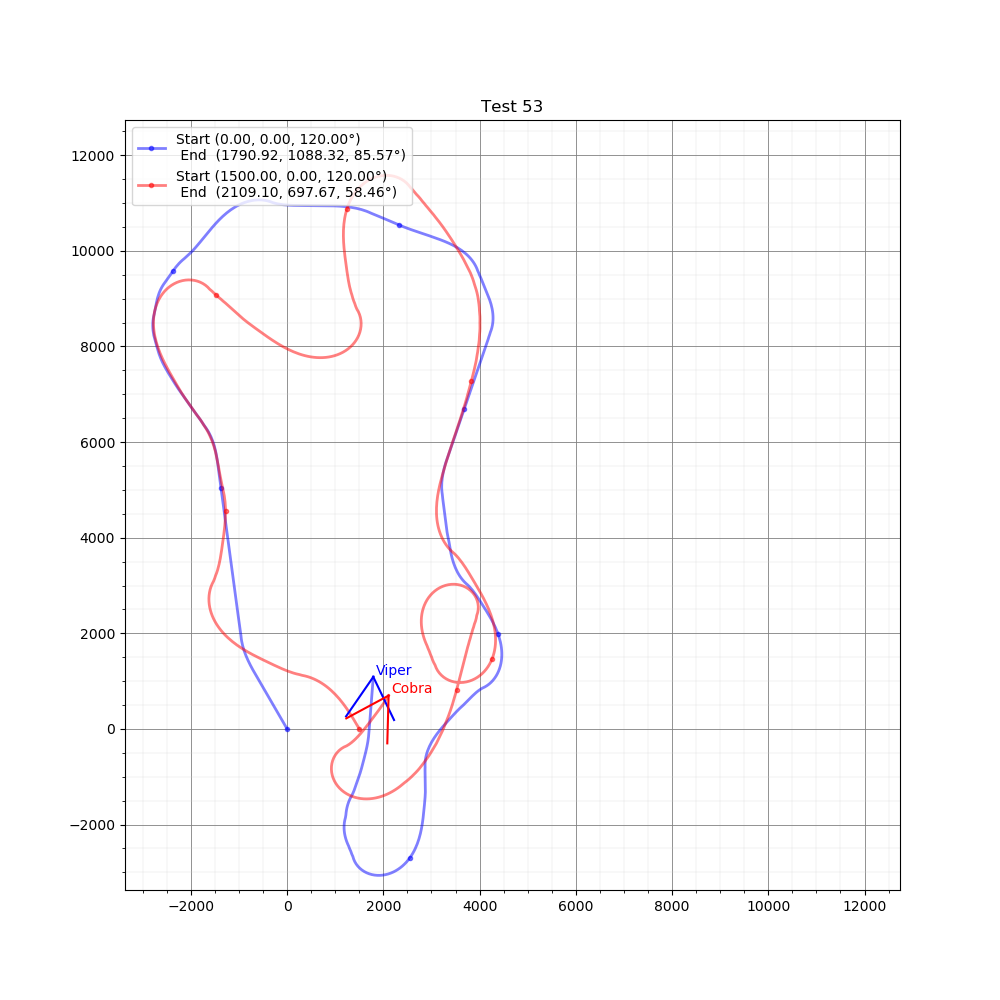 Test 53
Start (0.00, 0.00, 120.00°)
End (1790.92, 1088.32, 85.57°)
Start (1500.00, 0.00, 120.00°)
End (2109.10, 697.67, 58.46°)
12000
10000
8000
6000
4000
2000
0
−2000
Viper
Cobra
−2000 0 2000 4000 6000 8000 10000 12000